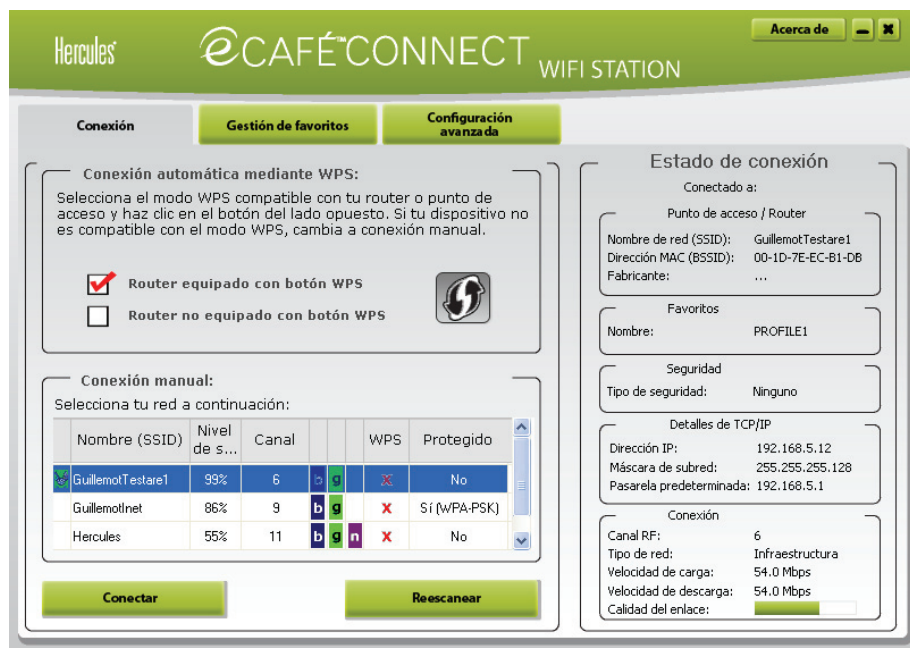 Hercules
eCAFÉ™CONNECT
WIFI STATION
Acerca de
Conexión
Gestión de favoritos
Configuración
avanzada
Conexión automática mediante WPS:
Selecciona el modo WPS compatible con tu router o punto de
acceso y haz clic en el botón del lado opuesto. Si tu dispositivo no
es compatible con el modo WPS, cambia a conexión manual.
Router equipado con botón WPS
Router no equipado con botón WPS
Conexión manual:
Selecciona tu red a continuación:
Nombre (SSID) Nivel de s... Canal WPS Protegido
GuillemotTestare1 99% 6 b g x No
GuillemotInet 86% 9 b g x Sí (WPA-PSK)
Hercules 55% 11 b g n x No
Conectar
Reescanear
Estado de conexión
Conectado a:
Punto de acceso / Router
Nombre de red (SSID): GuillemotTestare1
Dirección MAC (BSSID): 00-1D-7E-EC-B1-DB
Fabricante: ...
Favoritos
Nombre: PROFILE1
Seguridad
Tipo de seguridad: Ninguno
Detalles de TCP/IP
Dirección IP: 192.168.5.12
Máscara de subred: 255.255.255.128
Pasarela predeterminada: 192.168.5.1
Conexión
Canal RF: 6
Tipo de red: Infraestructura
Velocidad de carga: 54.0 Mbps
Velocidad de descarga: 54.0 Mbps
Calidad del enlace: